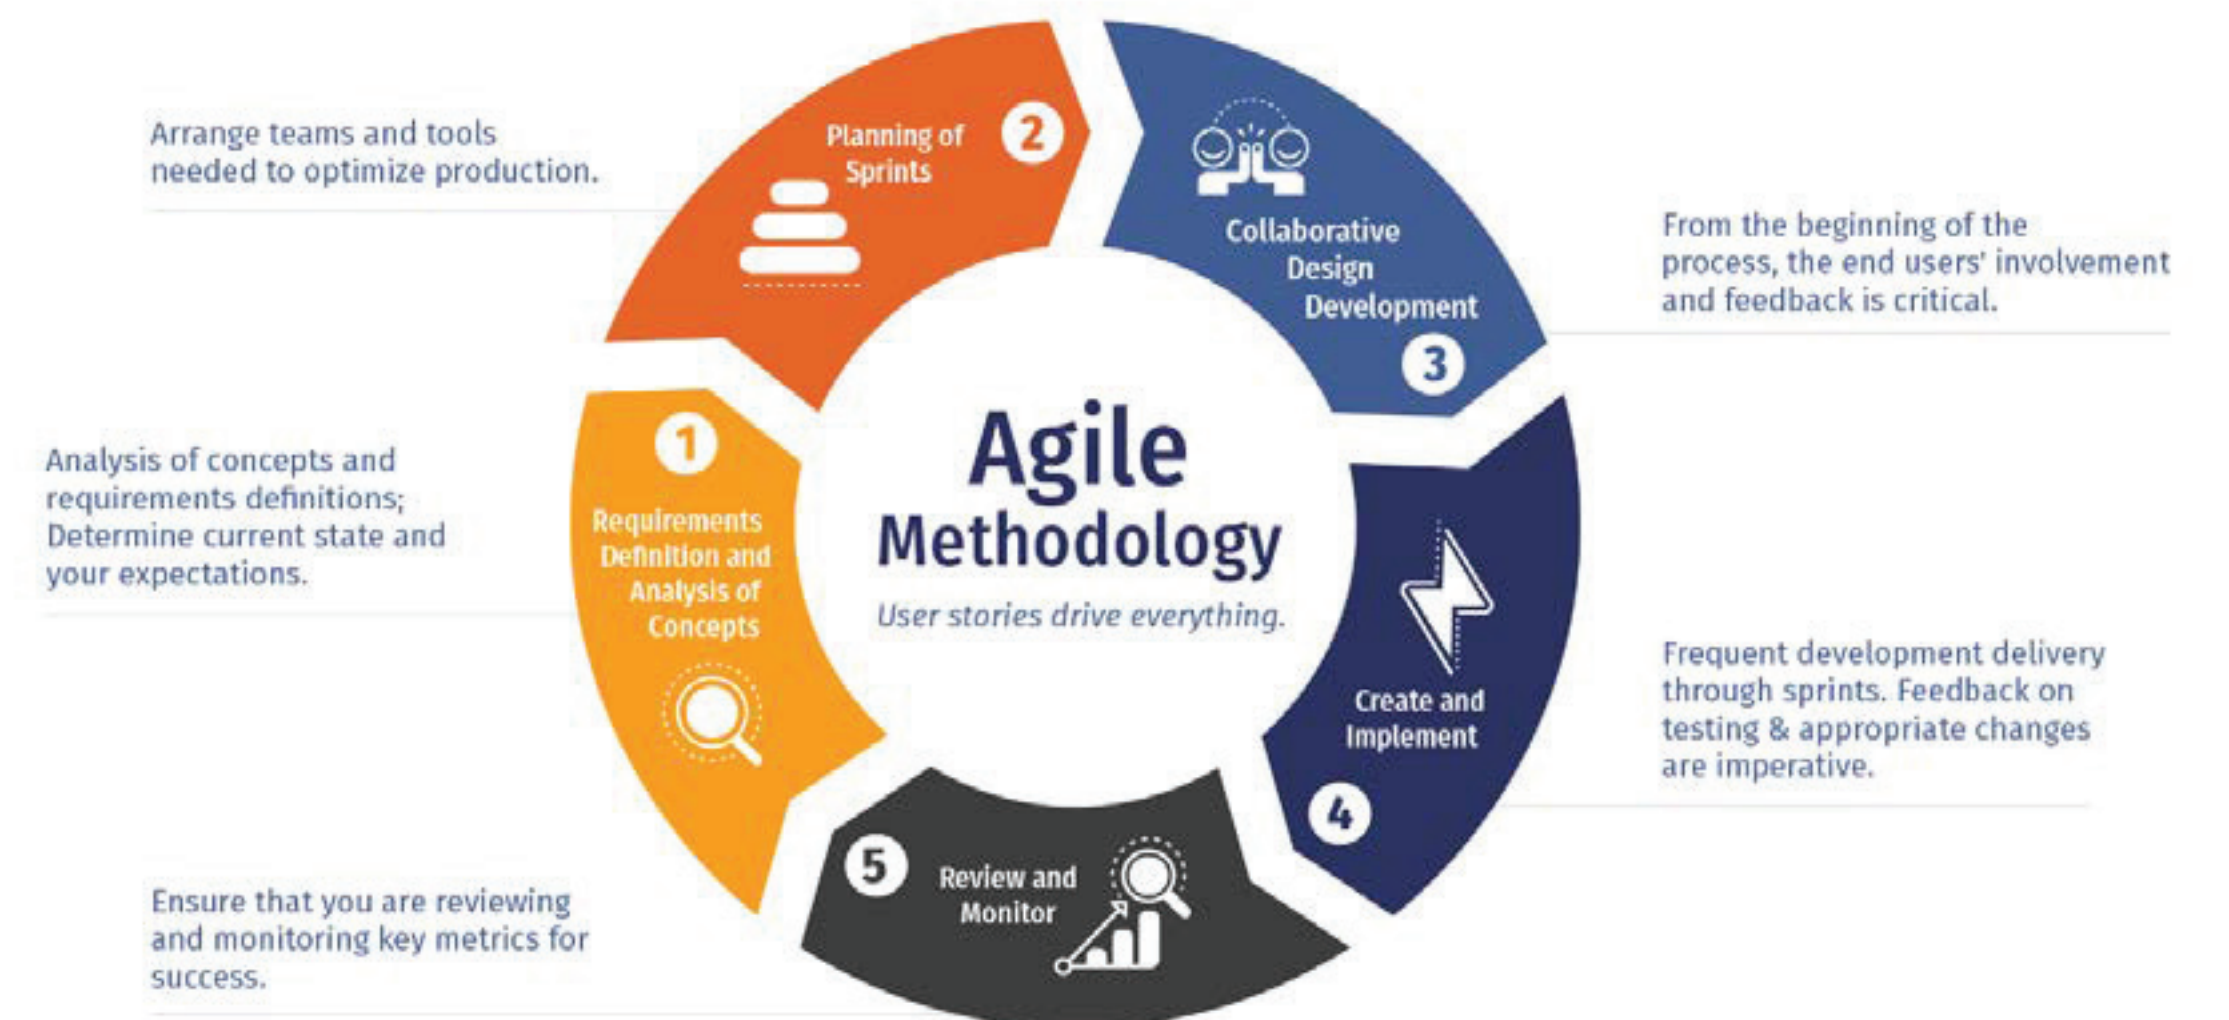 Agile
Methodology
User stories drive everything.
1
Requirements
Definition and
Analysis of
Concepts
Analysis of concepts and
requirements definitions;
Determine current state and
your expectations.
2
Planning of
Sprints
Arrange teams and tools
needed to optimize production.
Collaborative
Design
Development
3
From the beginning of the
process, the end users' involvement
and feedback is critical.
Create and
Implement
4
Frequent development delivery
through sprints. Feedback on
testing & appropriate changes
are imperative.
5
Review and
Monitor
Ensure that you are reviewing
and monitoring key metrics for
success.